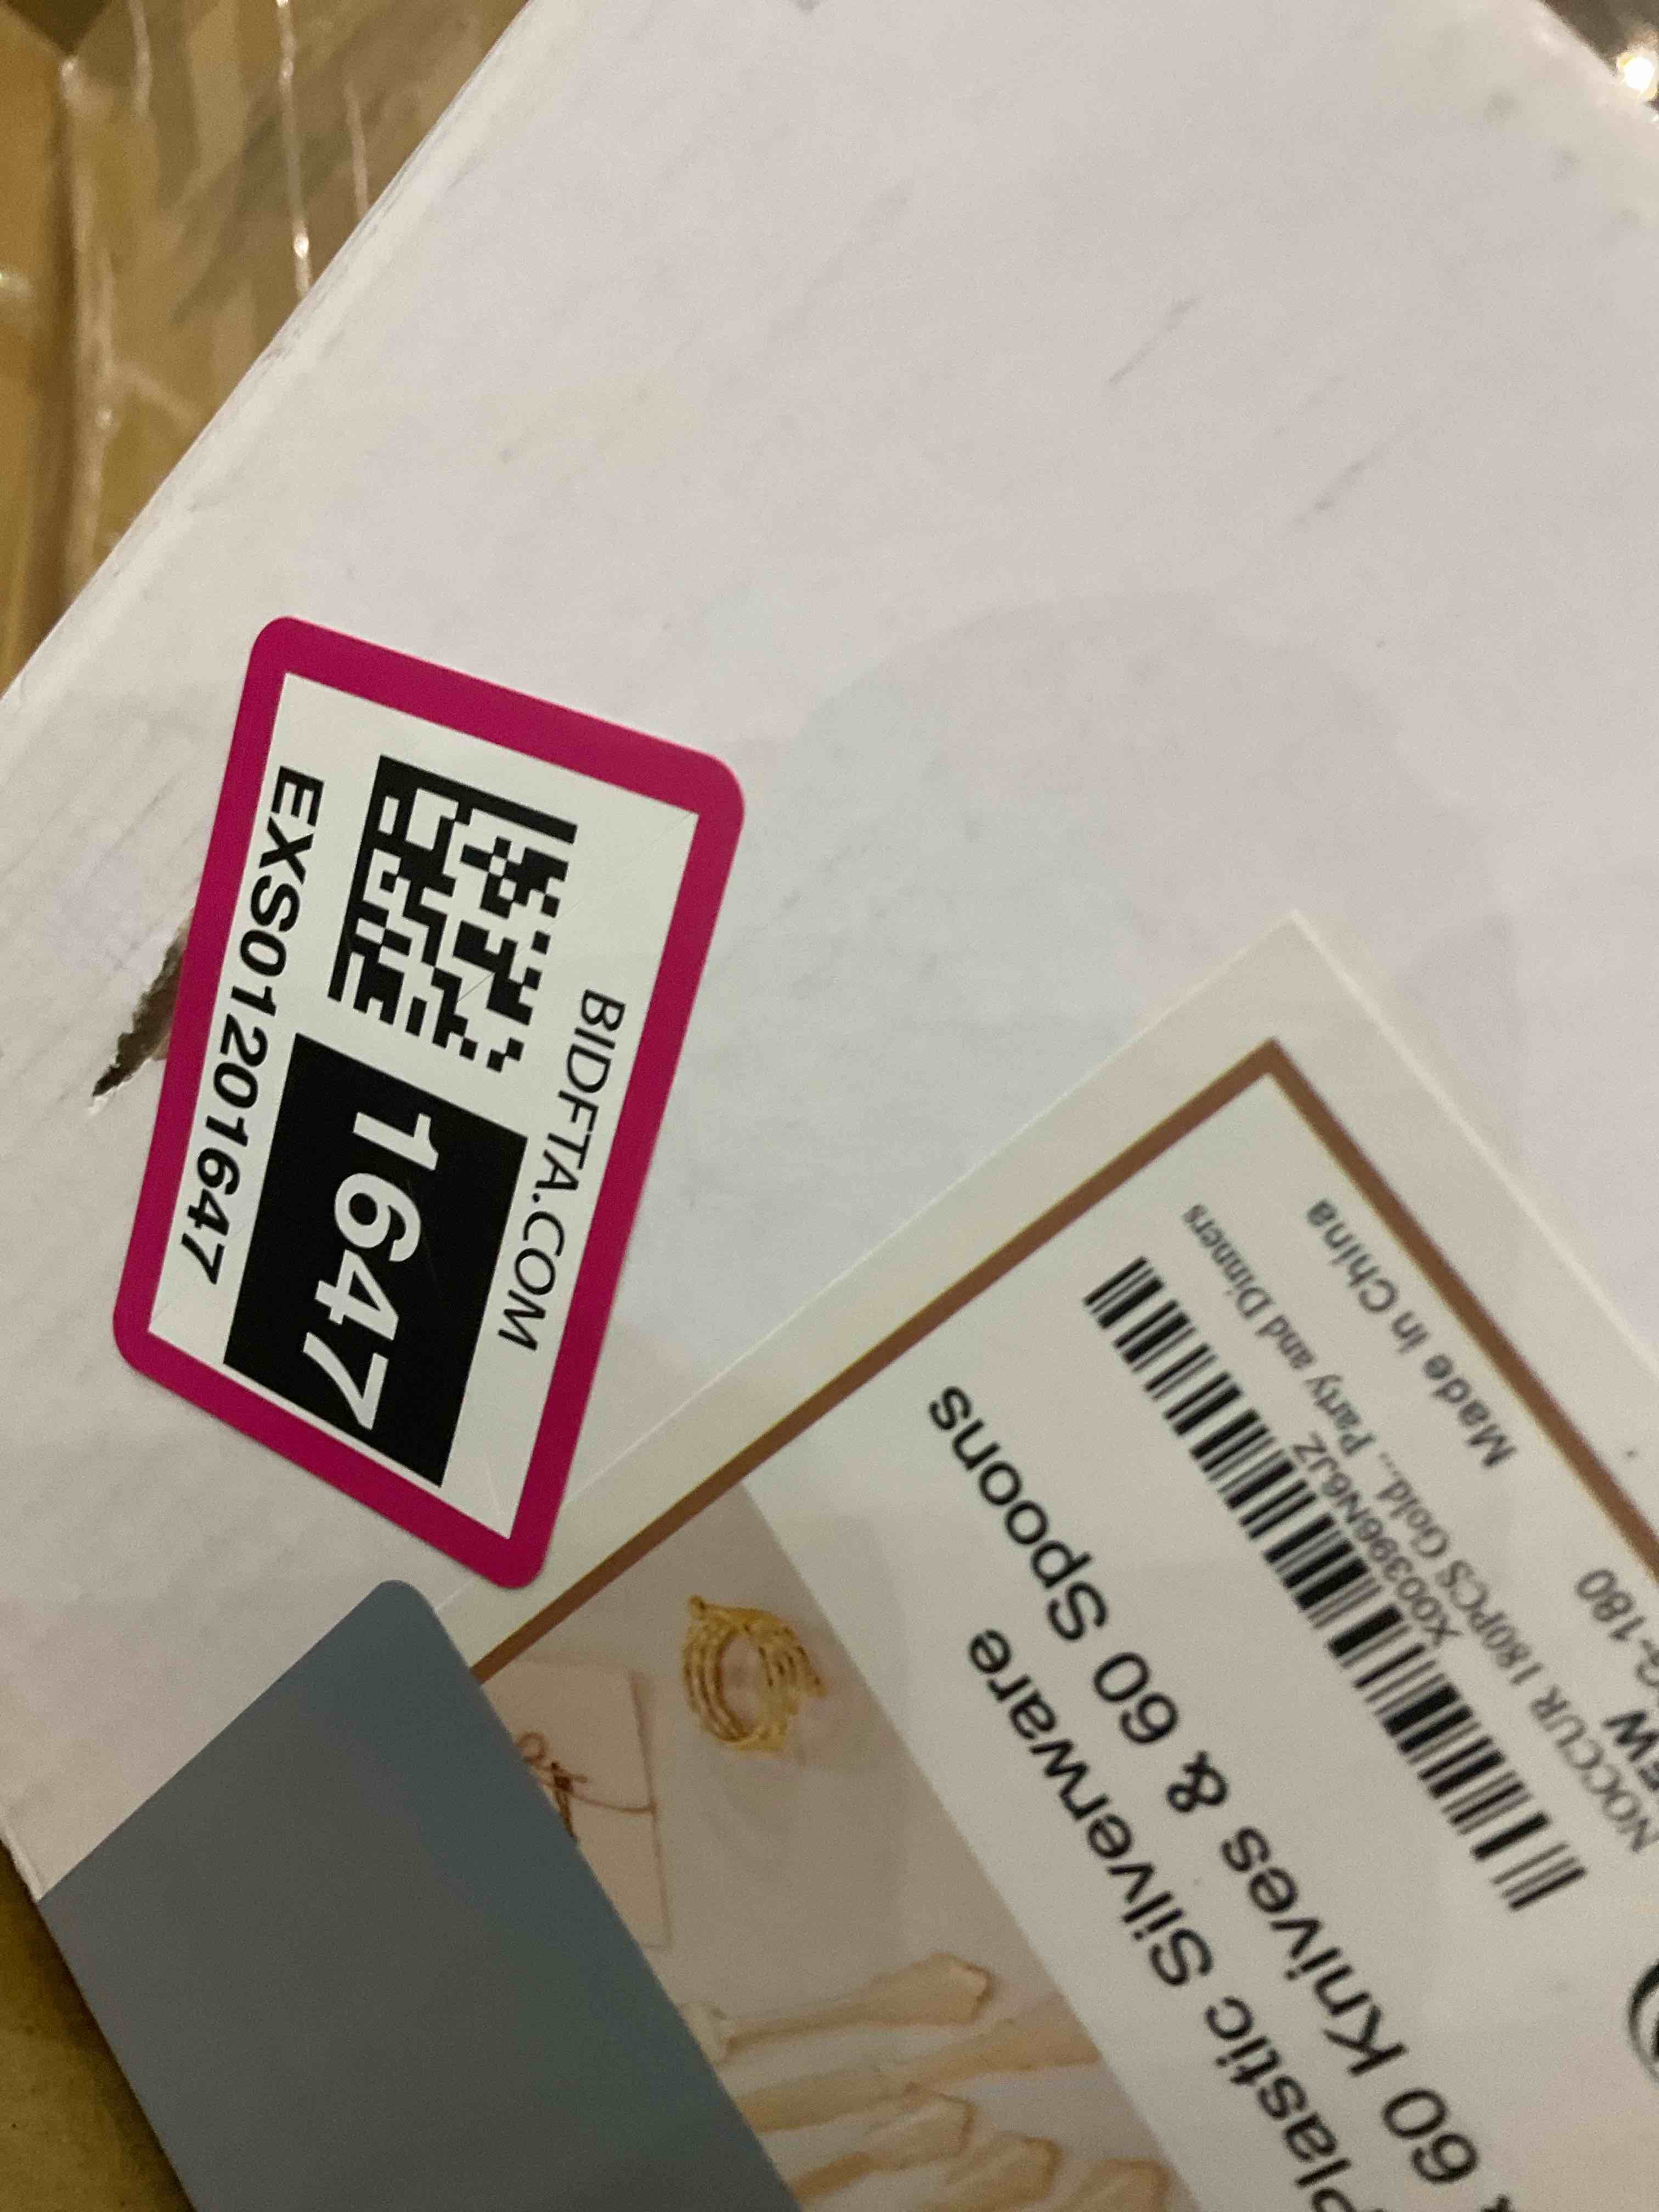 BIDFTA.COM
1647
EXS01201647
Plastic Silverware
& 60 Knives & 60 Spoons
X003396N6JZ
NOCCUR 180PCS Gold... Party and Dinners
Made in China